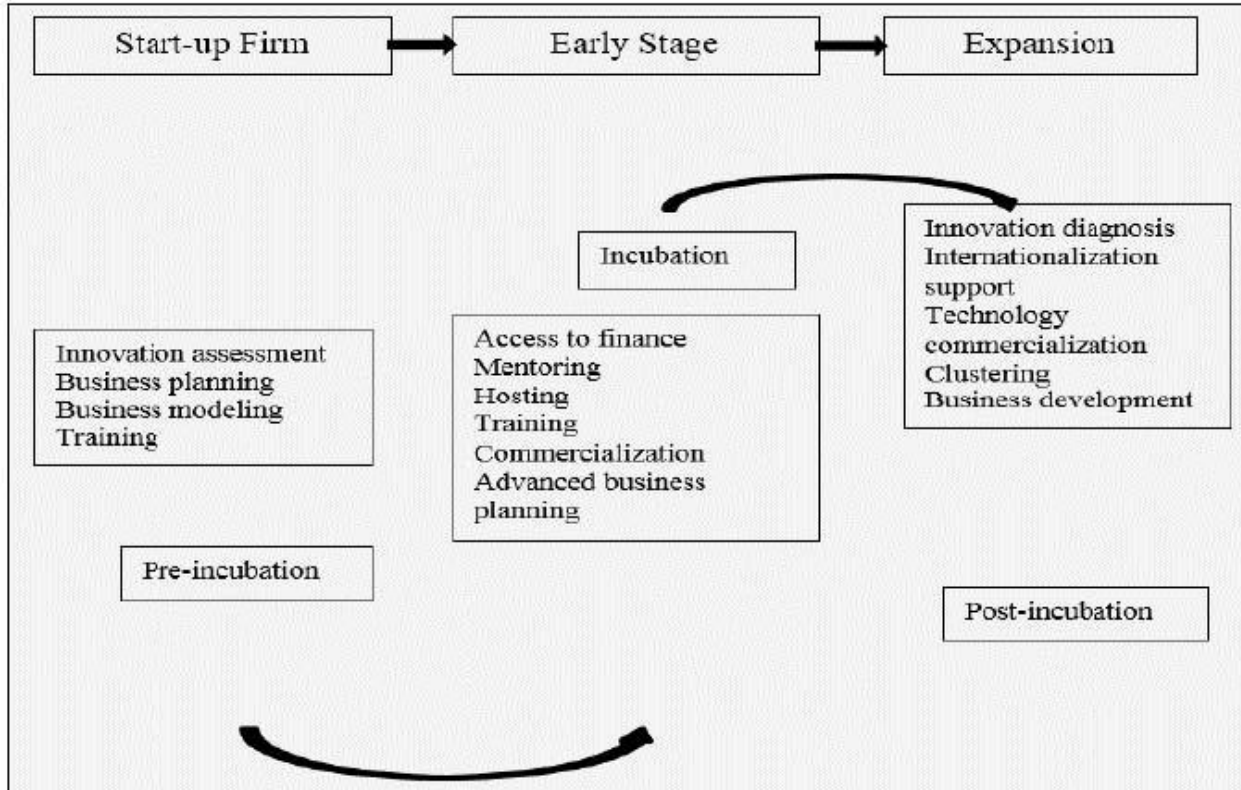 Start-up Firm
Early Stage
Expansion
Incubation
Innovation diagnosis
Internationalization
support
Technology
commercialization
Clustering
Business development
Innovation assessment
Business planning
Business modeling
Training
Access to finance
Mentoring
Hosting
Training
Commercialization
Advanced business
planning
Pre-incubation
Post-incubation